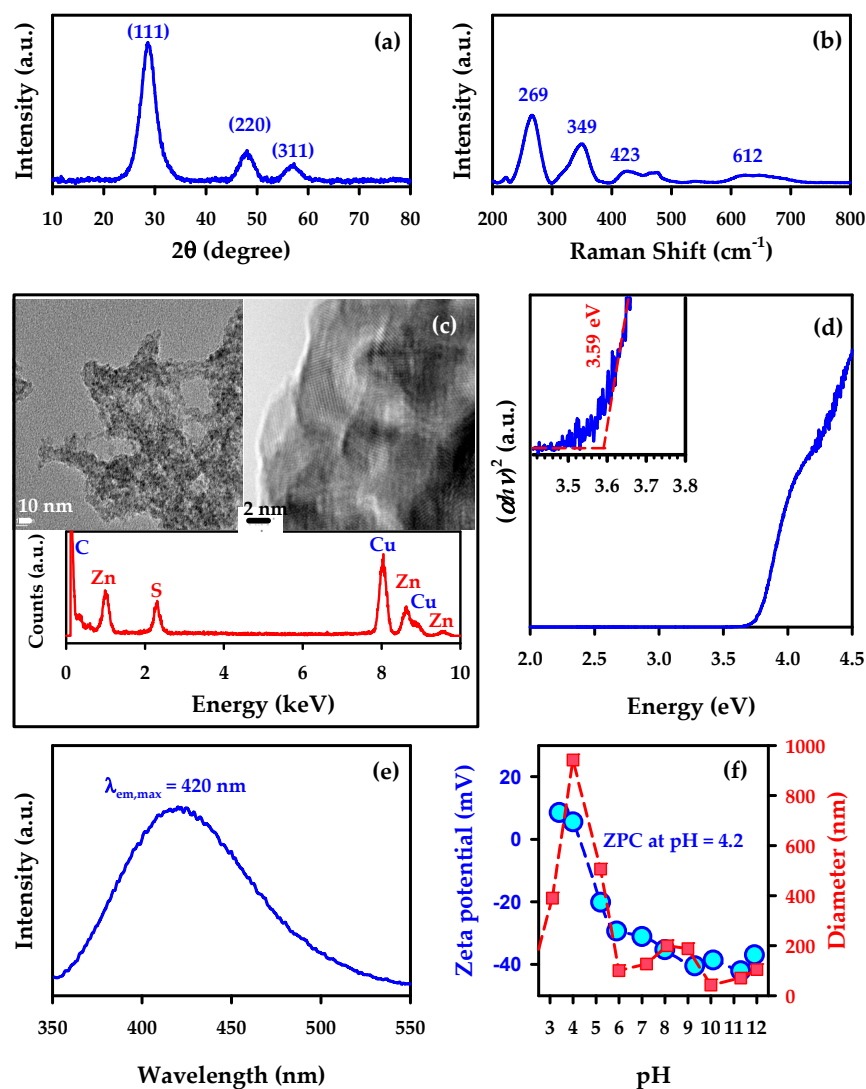 (a)
(111)
(220)
(311)
Intensity (a.u.)
10 20 30 40 50 60 70 80
2θ (degree)
(b)
269
349
423
612
Intensity (a.u.)
200 300 400 500 600 700 800
Raman Shift (cm⁻¹)
(c)
10 nm
2 nm
C
Zn
S
Cu
Zn
Cu
Zn
Counts (a.u.)
0 2 4 6 8 10
Energy (keV)
(d)
3.59 eV
3.5 3.6 3.7 3.8
(αhν)² (a.u.)
2.0 2.5 3.0 3.5 4.0 4.5
Energy (eV)
(e)
λem,max = 420 nm
Intensity (a.u.)
350 400 450 500 550
Wavelength (nm)
(f)
ZPC at pH = 4.2
Zeta potential (mV)
20
0
-20
-40
Diameter (nm)
1000
800
600
400
200
0
3 4 5 6 7 8 9 10 11 12
pH